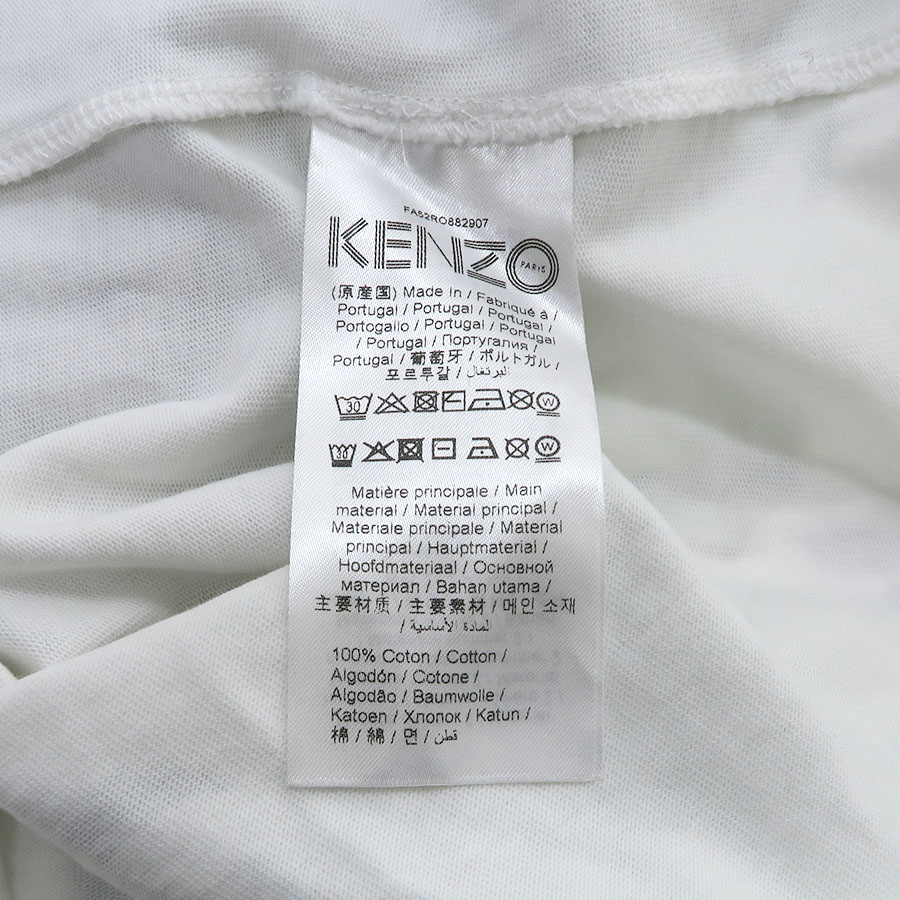 FA52RO882907
KENZO PARIS
(原産国) Made in / Fabriqué à /
Portugal / Portugal / Portugal /
Portogallo / Portugal / Portugal
/ Portugal / Португалия /
Portugal / 葡萄牙 / ポルトガル /
포르투갈 / البرتغال
30 W
30 W
Matière principale / Main
material / Material principal /
Materiale principale / Material
principal / Hauptmaterial /
Hoofdmateriaal / Основной
материал / Bahan utama /
主要材质 / 主要素材 / 메인 소재
/ المادة الأساسية
100% Coton / Cotton /
Algodón / Cotone /
Algodão / Baumwolle /
Katoen / Хлопок / Katun /
棉 / 綿 / 면 / قطن